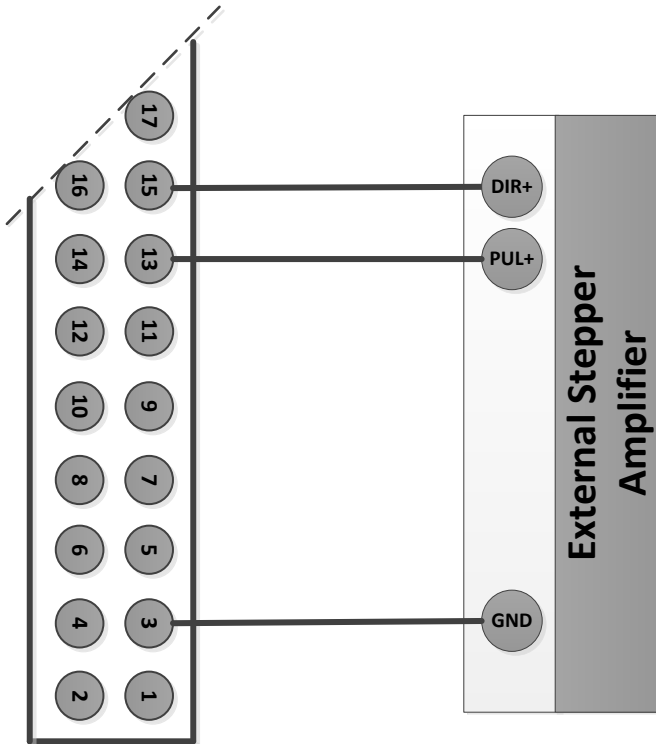 17
16 15
14 13
12 11
10 9
8 7
6 5
4 3
2 1
DIR+
PUL+
GND
External Stepper
Amplifier